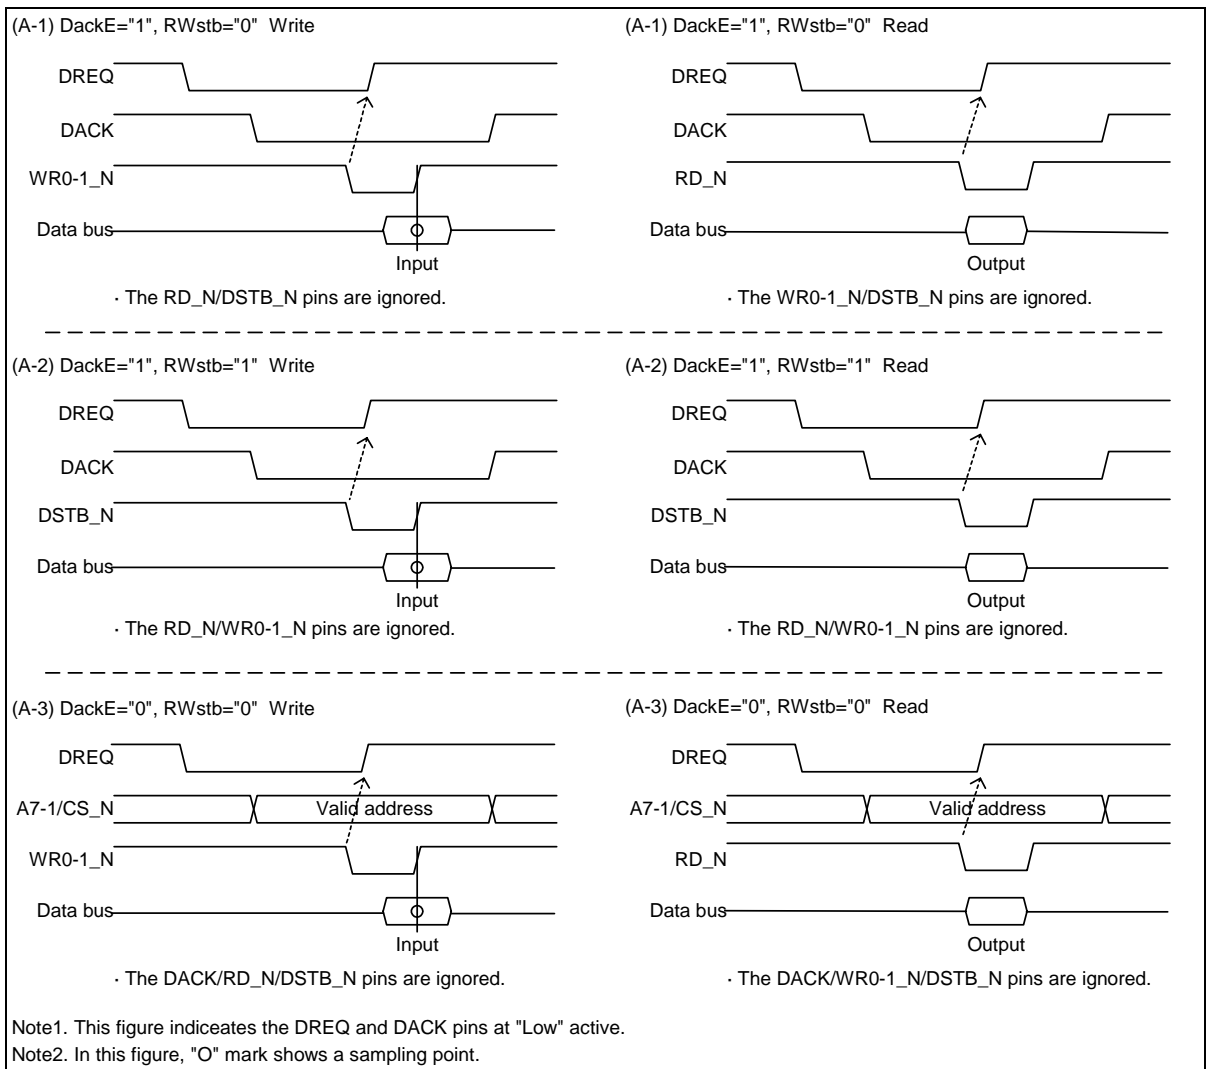 (A-1) DackE="1", RWstb="0"  Write
DREQ
DACK
WR0-1_N
Data bus
Input
· The RD_N/DSTB_N pins are ignored.
(A-1) DackE="1", RWstb="0"  Read
DREQ
DACK
RD_N
Data bus
Output
· The WR0-1_N/DSTB_N pins are ignored.
(A-2) DackE="1", RWstb="1"  Write
DREQ
DACK
DSTB_N
Data bus
Input
· The RD_N/WR0-1_N pins are ignored.
(A-2) DackE="1", RWstb="1"  Read
DREQ
DACK
DSTB_N
Data bus
Output
· The RD_N/WR0-1_N pins are ignored.
(A-3) DackE="0", RWstb="0"  Write
DREQ
A7-1/CS_N
Valid address
WR0-1_N
Data bus
Input
· The DACK/RD_N/DSTB_N pins are ignored.
(A-3) DackE="0", RWstb="0"  Read
DREQ
A7-1/CS_N
Valid address
RD_N
Data bus
Output
· The DACK/WR0-1_N/DSTB_N pins are ignored.
Note1. This figure indiceates the DREQ and DACK pins at "Low" active.
Note2. In this figure, "O" mark shows a sampling point.